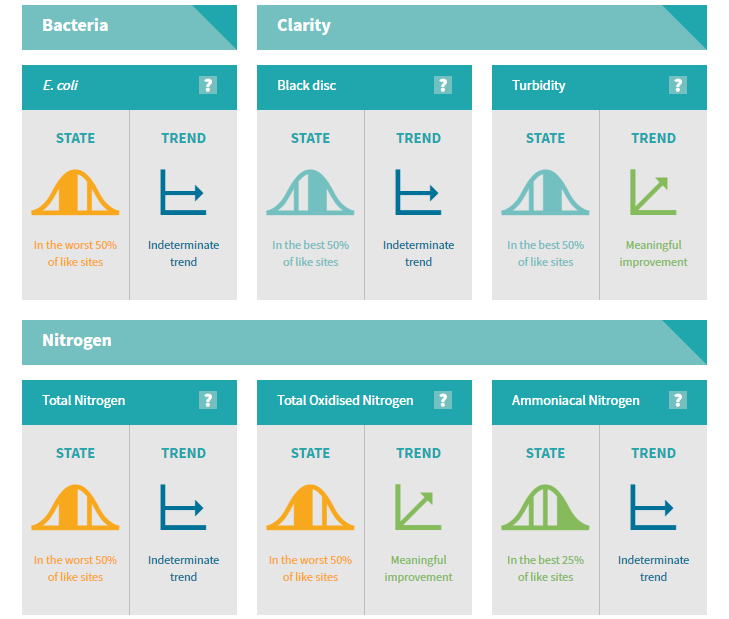 Bacteria
Clarity
E. coli ?
Black disc ?
Turbidity ?
STATE TREND
STATE TREND
STATE TREND
In the worst 50%
of like sites
Indeterminate
trend
In the best 50%
of like sites
Indeterminate
trend
In the best 50%
of like sites
Meaningful
improvement
Nitrogen
Total Nitrogen ?
Total Oxidised Nitrogen ?
Ammoniacal Nitrogen ?
STATE TREND
STATE TREND
STATE TREND
In the worst 50%
of like sites
Indeterminate
trend
In the worst 50%
of like sites
Meaningful
improvement
In the best 25%
of like sites
Indeterminate
trend